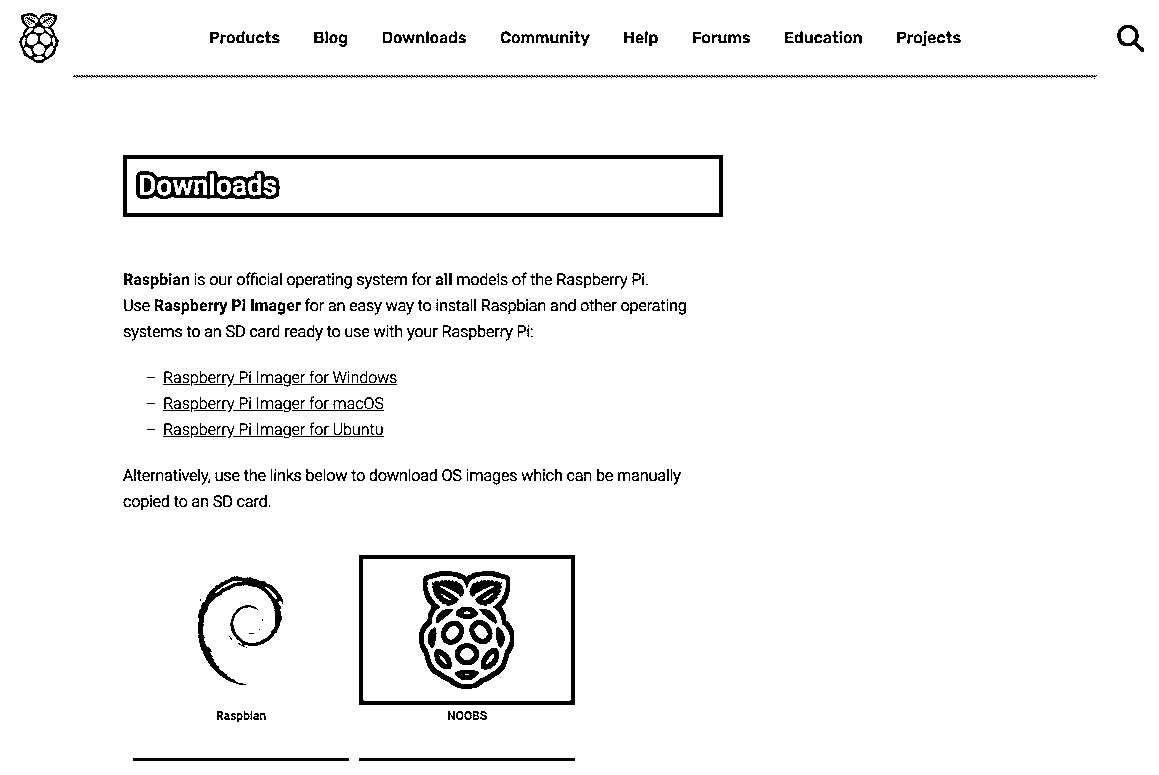 Products Blog Downloads Community Help Forums Education Projects
Downloads
Raspbian is our official operating system for all models of the Raspberry Pi.
Use Raspberry Pi Imager for an easy way to install Raspbian and other operating
systems to an SD card ready to use with your Raspberry Pi:
– Raspberry Pi Imager for Windows
– Raspberry Pi Imager for macOS
– Raspberry Pi Imager for Ubuntu
Alternatively, use the links below to download OS images which can be manually
copied to an SD card.
Raspbian NOOBS